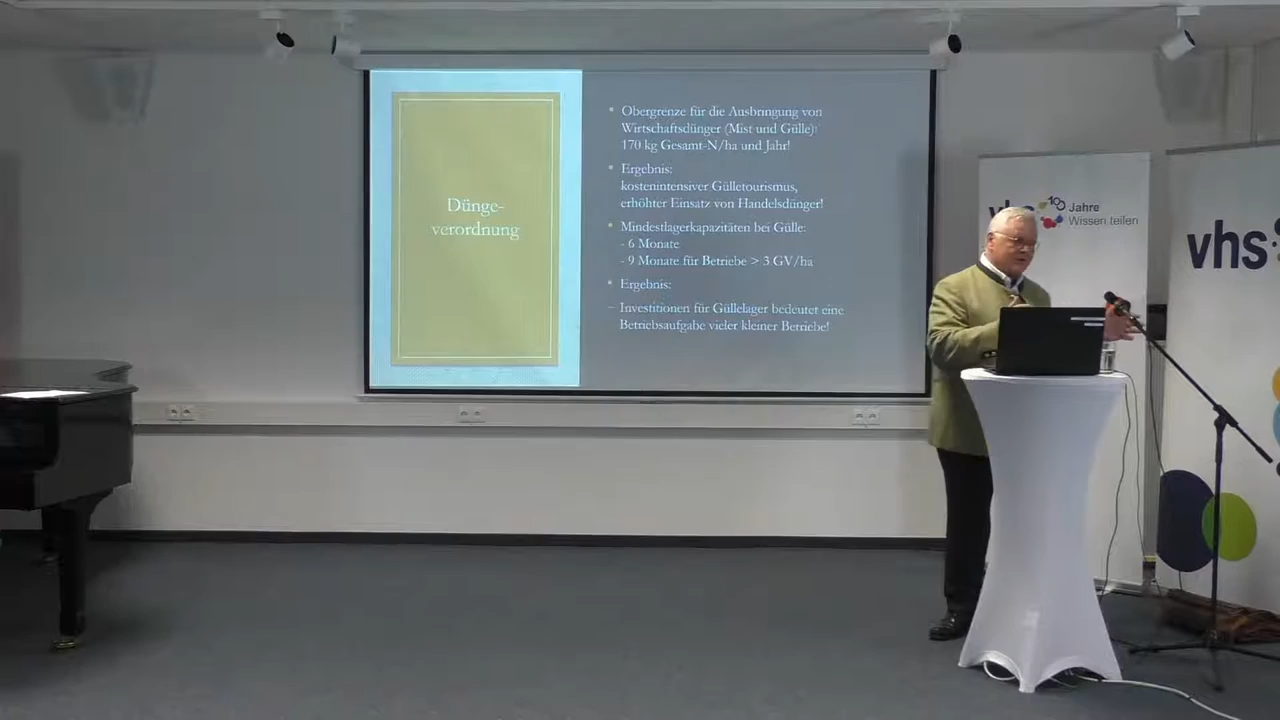 Dünge-
verordnung
Obergrenze für die Ausbringung von
Wirtschaftsdünger (Mist und Gülle):
170 kg Gesamt-N/ha und Jahr!
Ergebnis:
kostenintensiver Gülletourismus,
erhöhter Einsatz von Handelsdünger!
Mindestlagerkapazitäten bei Gülle:
- 6 Monate
- 9 Monate für Betriebe > 3 GV/ha
Ergebnis:
– Investitionen für Güllelager bedeutet eine
Betriebsaufgabe vieler kleiner Betriebe!
vhs
100 Jahre
Wissen teilen
vhs